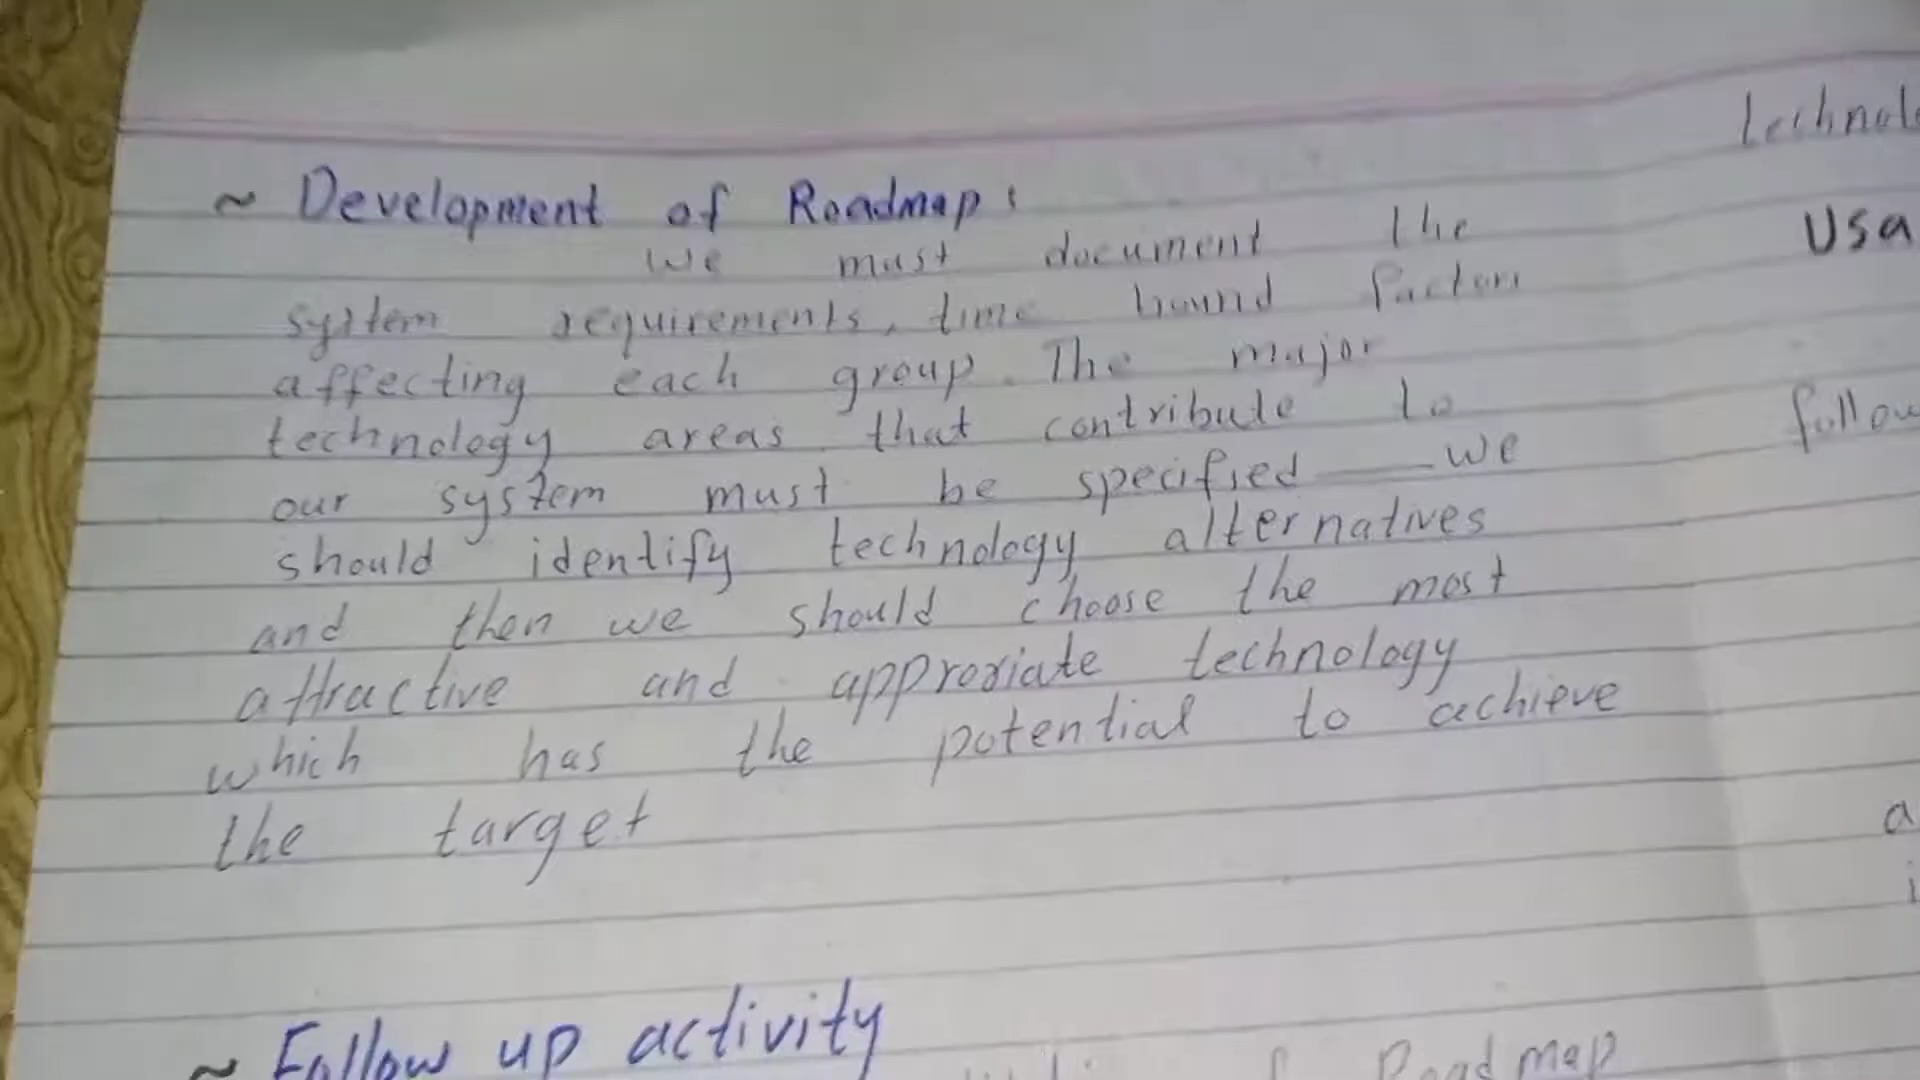 ~ Development of Roadmap:
we must document the
system requirements, time bound factors
affecting each group. The major
technology areas that contribute to
our system must be specified — we
should identify technology alternatives
and then we should choose the most
attractive and approriate technology
which has the potential to achieve
the target
~ Follow up activity
Road map
technol
Usa
follow
a
i